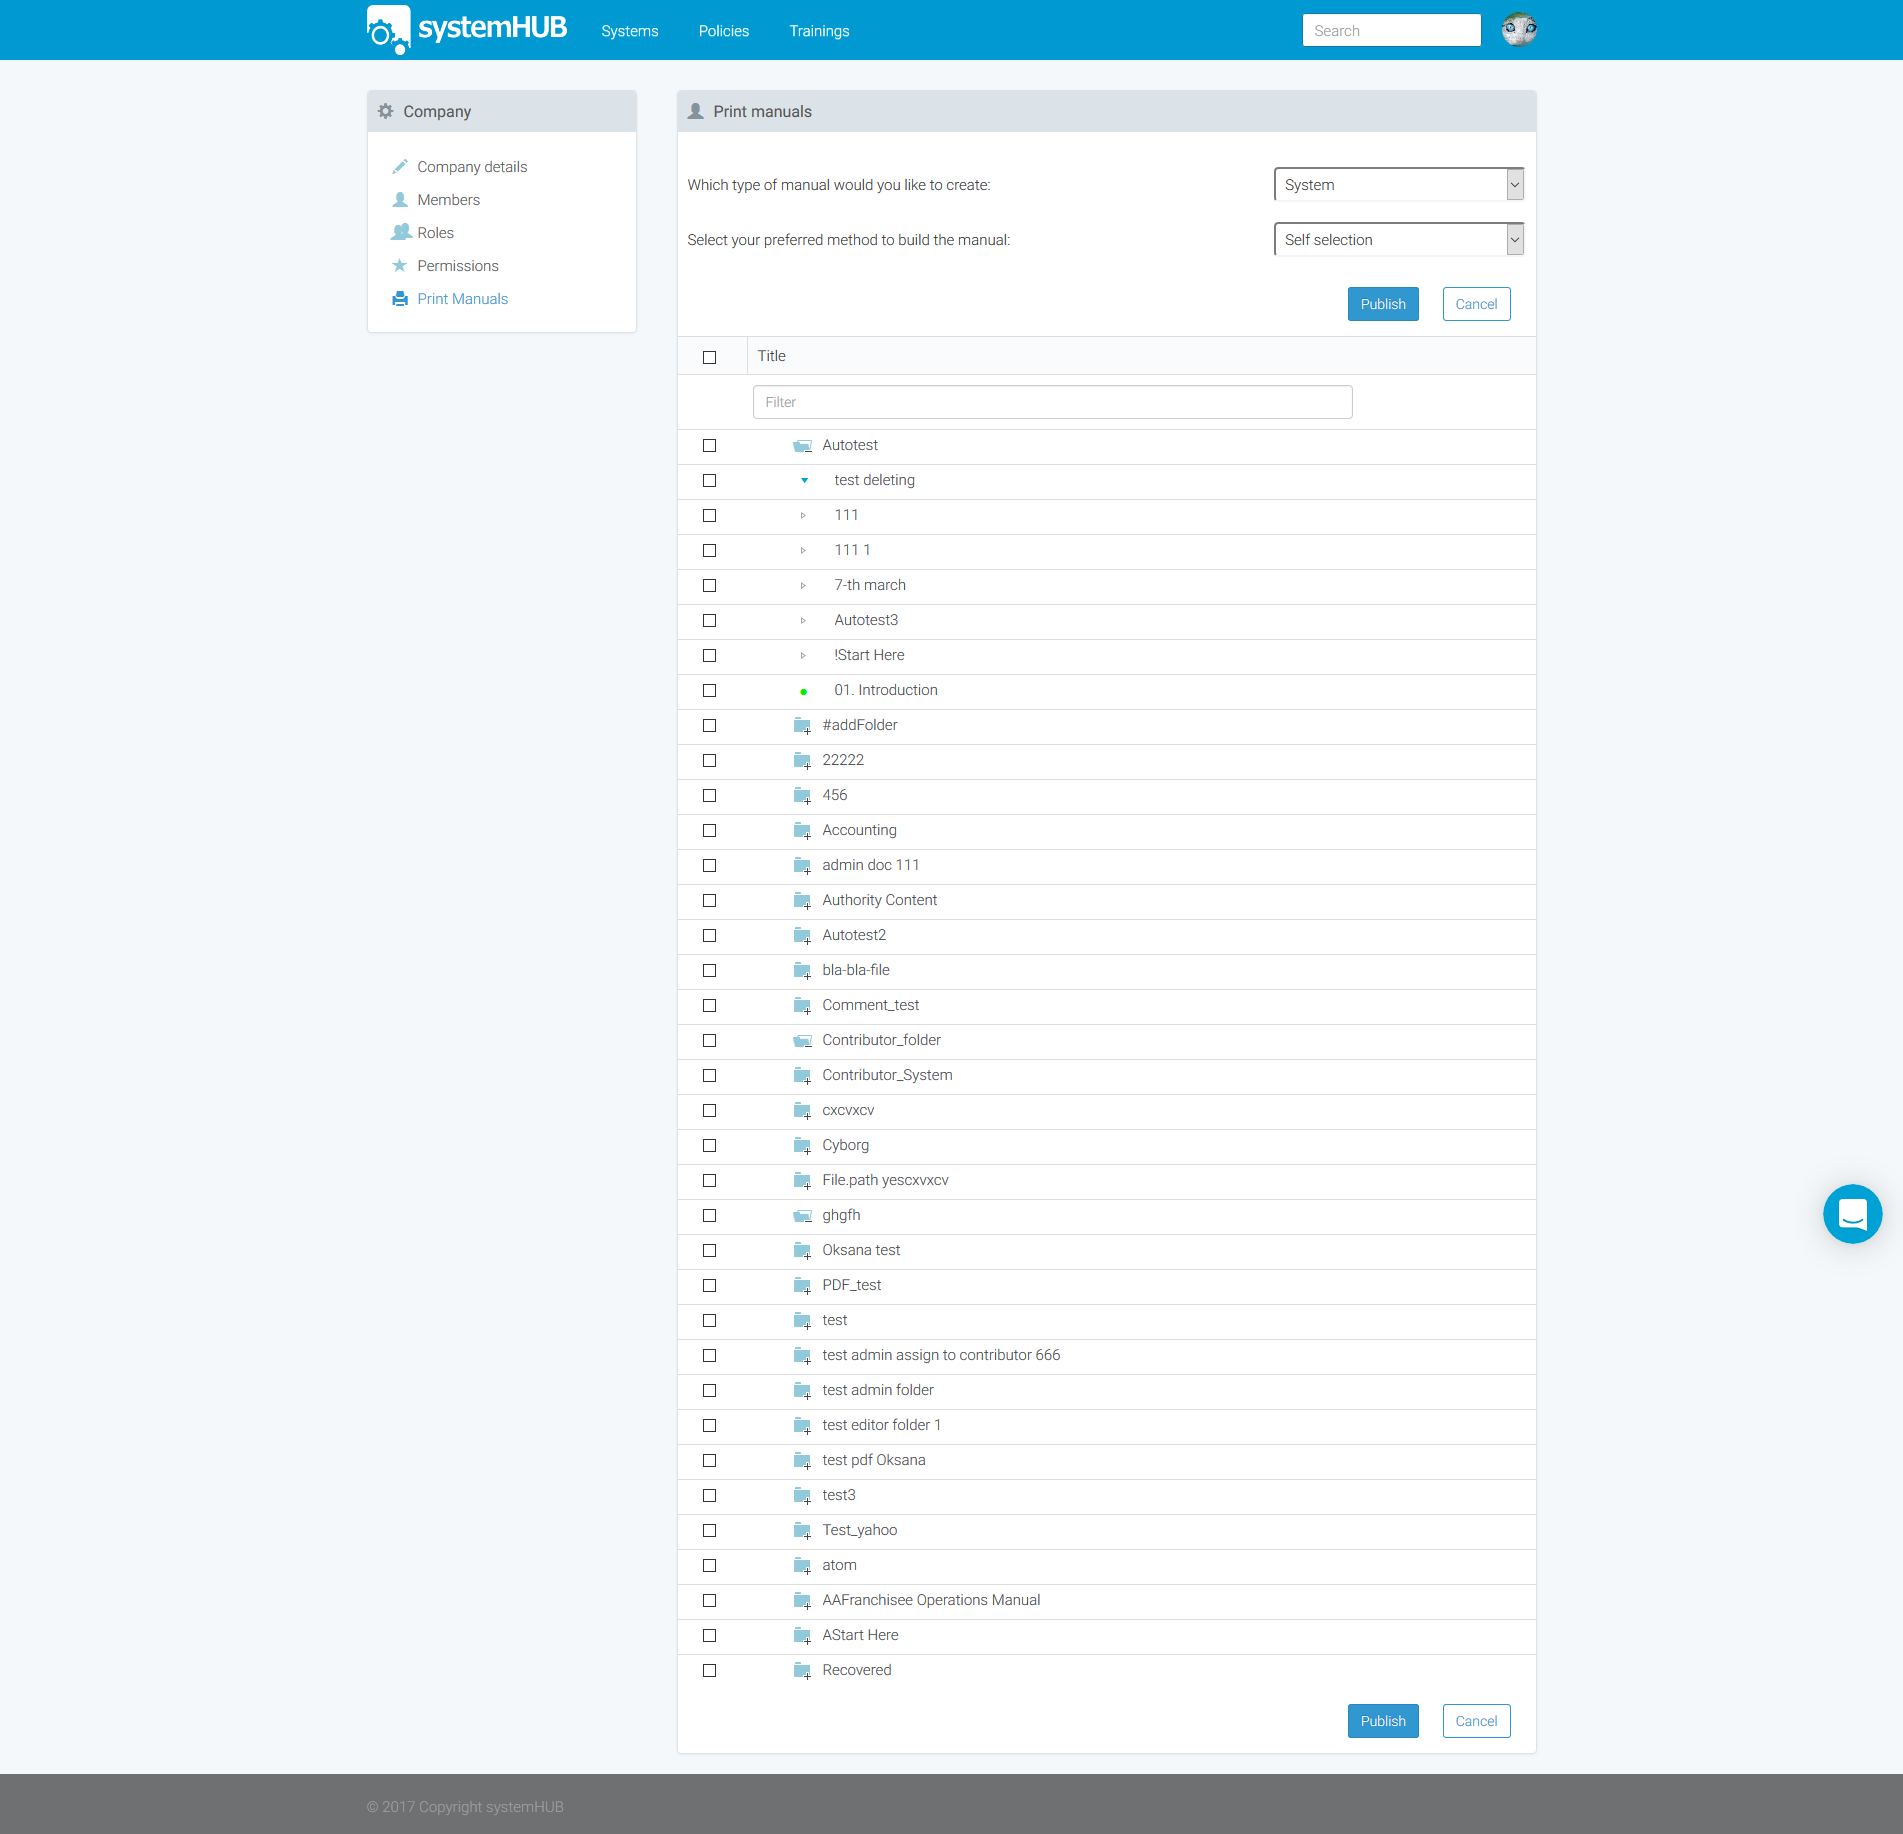 systemHUB
Systems
Policies
Trainings
Search
Company
Company details
Members
Roles
Permissions
Print Manuals
Print manuals
Which type of manual would you like to create:
System
Select your preferred method to build the manual:
Self selection
Publish
Cancel
Title
Filter
Autotest
test deleting
111
111 1
7-th march
Autotest3
!Start Here
01. Introduction
#addFolder
22222
456
Accounting
admin doc 111
Authority Content
Autotest2
bla-bla-file
Comment_test
Contributor_folder
Contributor_System
cxcvxcv
Cyborg
File.path yescxvxcv
ghgfh
Oksana test
PDF_test
test
test admin assign to contributor 666
test admin folder
test editor folder 1
test pdf Oksana
test3
Test_yahoo
atom
AAFranchisee Operations Manual
AStart Here
Recovered
Publish
Cancel
© 2017 Copyright systemHUB